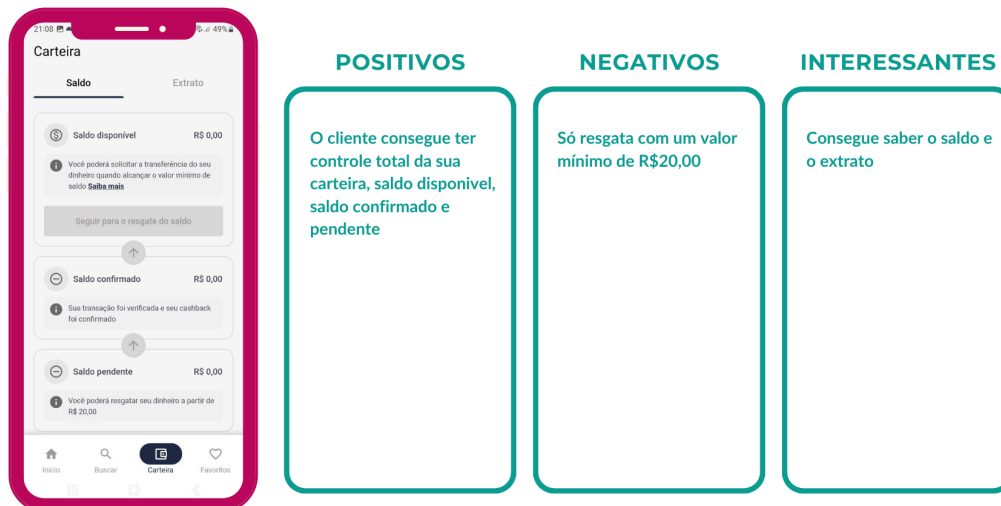 21:08
49%
Carteira
Saldo
Extrato
Saldo disponível
R$ 0,00
Você poderá solicitar a transferência do seu
dinheiro quando alcançar o valor mínimo de
saldo Saiba mais
Seguir para o resgate do saldo
Saldo confirmado
R$ 0,00
Sua transação foi verificada e seu cashback
foi confirmado
Saldo pendente
R$ 0,00
Você poderá resgatar seu dinheiro a partir de
R$ 20,00
Início
Buscar
Carteira
Favoritos
POSITIVOS
O cliente consegue ter
controle total da sua
carteira, saldo disponivel,
saldo confirmado e
pendente
NEGATIVOS
Só resgata com um valor
mínimo de R$20,00
INTERESSANTES
Consegue saber o saldo e
o extrato